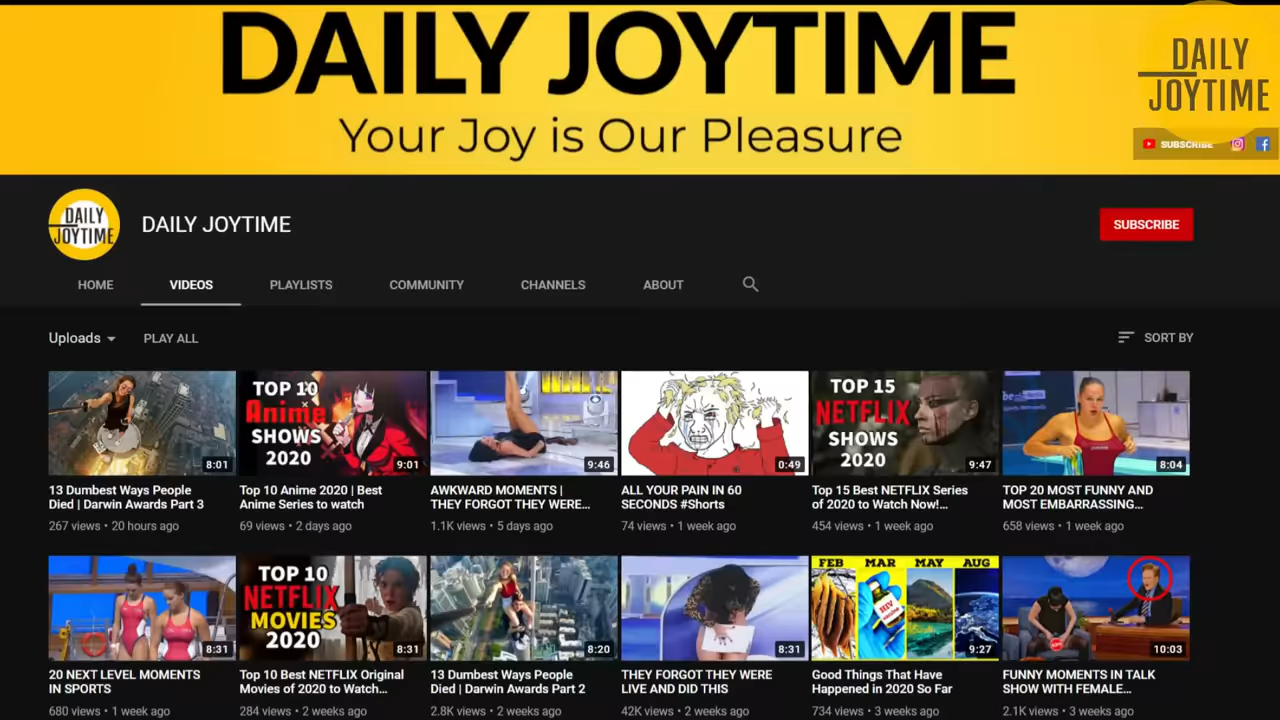 DAILY JOYTIME
Your Joy is Our Pleasure
DAILY
JOYTIME
SUBSCRIBE
DAILY
JOYTIME
DAILY JOYTIME
SUBSCRIBE
HOME VIDEOS PLAYLISTS COMMUNITY CHANNELS ABOUT
Uploads PLAY ALL SORT BY
8:01
TOP 10
Anime
SHOWS
2020
9:01
9:46
0:49
TOP 15
NETFLIX
SHOWS
2020
9:47
8:04
13 Dumbest Ways People
Died | Darwin Awards Part 3
267 views • 20 hours ago
Top 10 Anime 2020 | Best
Anime Series to watch
69 views • 2 days ago
AWKWARD MOMENTS |
THEY FORGOT THEY WERE...
1.1K views • 5 days ago
ALL YOUR PAIN IN 60
SECONDS #Shorts
74 views • 1 week ago
Top 15 Best NETFLIX Series
of 2020 to Watch Now!...
454 views • 1 week ago
TOP 20 MOST FUNNY AND
MOST EMBARRASSING...
658 views • 1 week ago
8:31
TOP 10
NETFLIX
MOVIES
2020
8:31
8:20
8:31
FEB MAR MAY AUG
HIV
9:27
10:03
20 NEXT LEVEL MOMENTS
IN SPORTS
680 views • 1 week ago
Top 10 Best NETFLIX Original
Movies of 2020 to Watch...
284 views • 2 weeks ago
13 Dumbest Ways People
Died | Darwin Awards Part 2
2.8K views • 2 weeks ago
THEY FORGOT THEY WERE
LIVE AND DID THIS
42K views • 2 weeks ago
Good Things That Have
Happened in 2020 So Far
734 views • 3 weeks ago
FUNNY MOMENTS IN TALK
SHOW WITH FEMALE...
2.1K views • 3 weeks ago